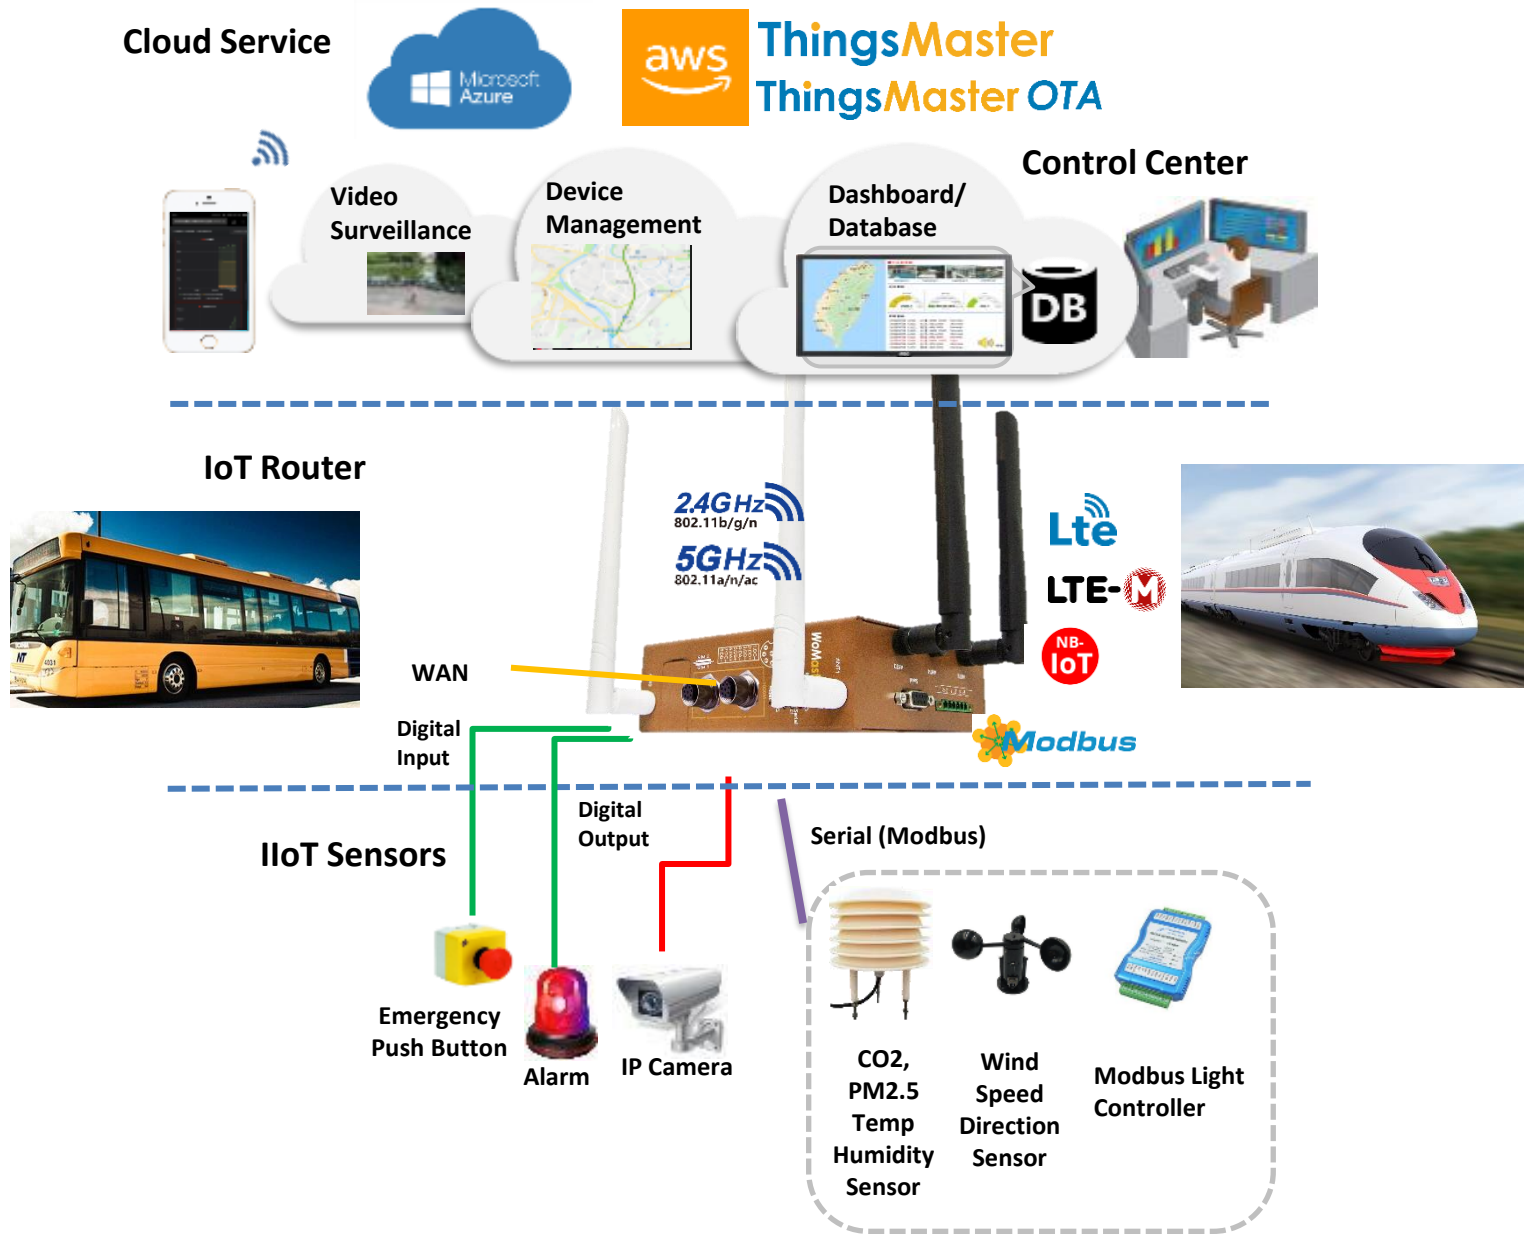 Cloud Service
Microsoft
Azure
aws
ThingsMaster
ThingsMaster OTA
Control Center
Video
Surveillance
Device
Management
Dashboard/
Database
DB
IoT Router
2.4GHz
802.11b/g/n
5GHz
802.11a/n/ac
Lte
LTE-M
NB-
IoT
WAN
Digital
Input
Modbus
Digital
Output
Serial (Modbus)
IIoT Sensors
Emergency
Push Button
Alarm
IP Camera
CO2,
PM2.5
Temp
Humidity
Sensor
Wind
Speed
Direction
Sensor
Modbus Light
Controller